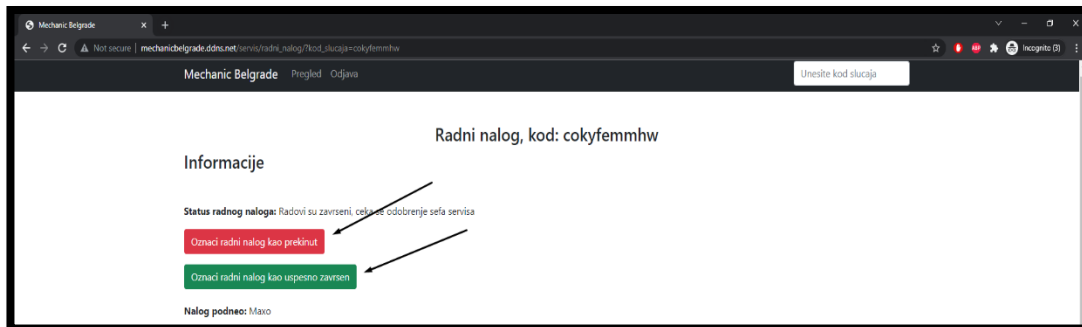 Mechanic Belgrade
Not secure | mechanicbelgrade.ddns.net/servis/radni_nalog/?kod_slucaja=cokyfemmhw
ABP Incognito (3)
Mechanic Belgrade Pregled Odjava Unesite kod slucaja
Radni nalog, kod: cokyfemmhw
Informacije
Status radnog naloga: Radovi su zavrseni, ceka se odobrenje sefa servisa
Oznaci radni nalog kao prekinut
Oznaci radni nalog kao uspesno zavrsen
Nalog podneo: Maxo